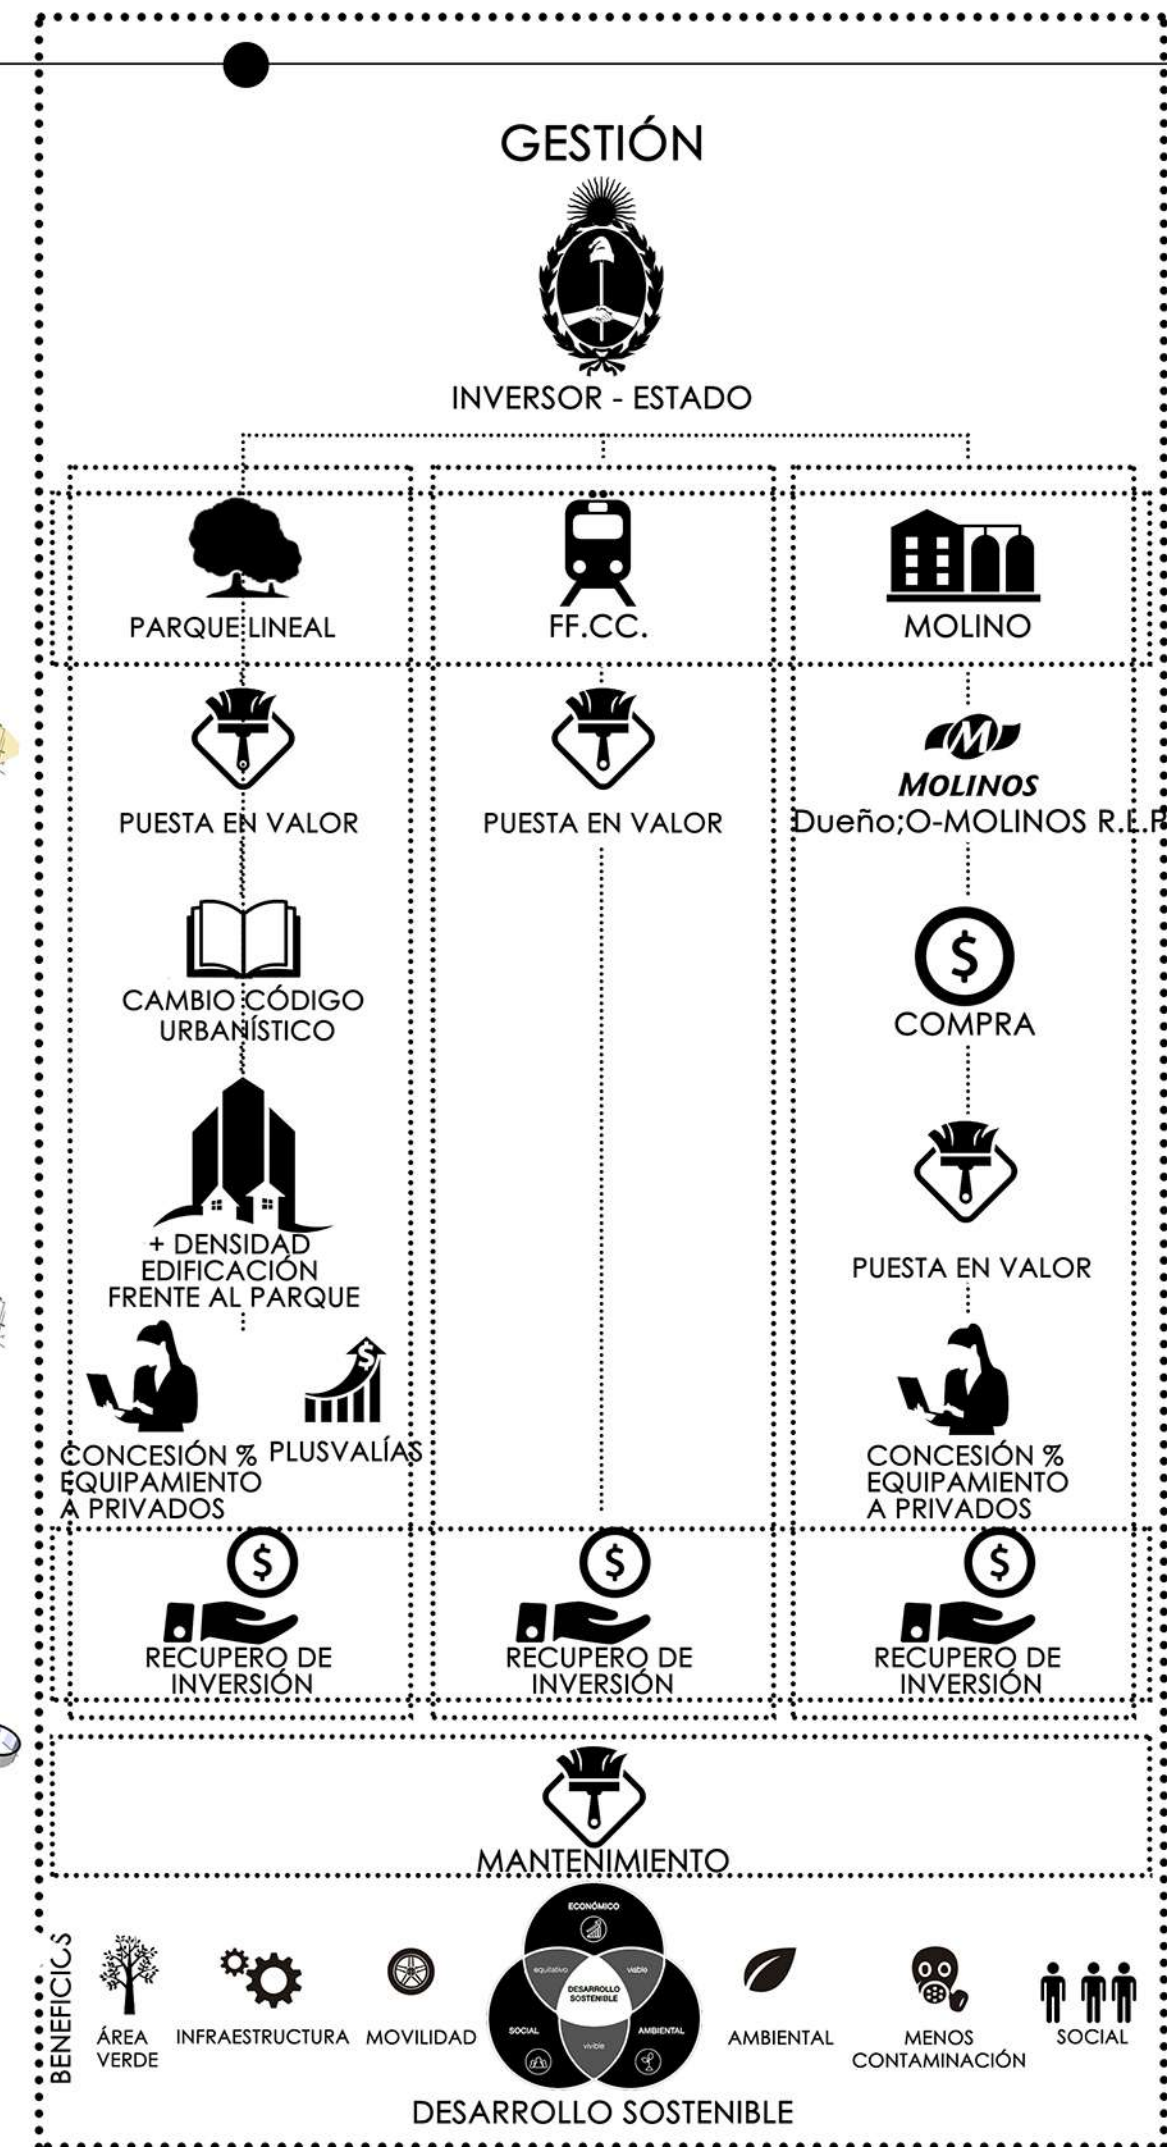 GESTIÓN
INVERSOR - ESTADO
PARQUE LINEAL
FF.CC.
MOLINO
PUESTA EN VALOR
PUESTA EN VALOR
M
MOLINOS
Dueño;O-MOLINOS R.L.P
CAMBIO CÓDIGO
URBANÍSTICO
$
COMPRA
+ DENSIDAD
EDIFICACIÓN
FRENTE AL PARQUE
PUESTA EN VALOR
$
CONCESIÓN %
EQUIPAMIENTO
A PRIVADOS
PLUSVALÍAS
CONCESIÓN %
EQUIPAMIENTO
A PRIVADOS
$
RECUPERO DE
INVERSIÓN
$
RECUPERO DE
INVERSIÓN
$
RECUPERO DE
INVERSIÓN
MANTENIMIENTO
BENEFICICS
ÁREA
VERDE
INFRAESTRUCTURA
MOVILIDAD
ECONÓMICO
equitativo
viable
DESARROLLO
SOSTENIBLE
SOCIAL
AMBIENTAL
vivible
AMBIENTAL
MENOS
CONTAMINACIÓN
SOCIAL
DESARROLLO SOSTENIBLE